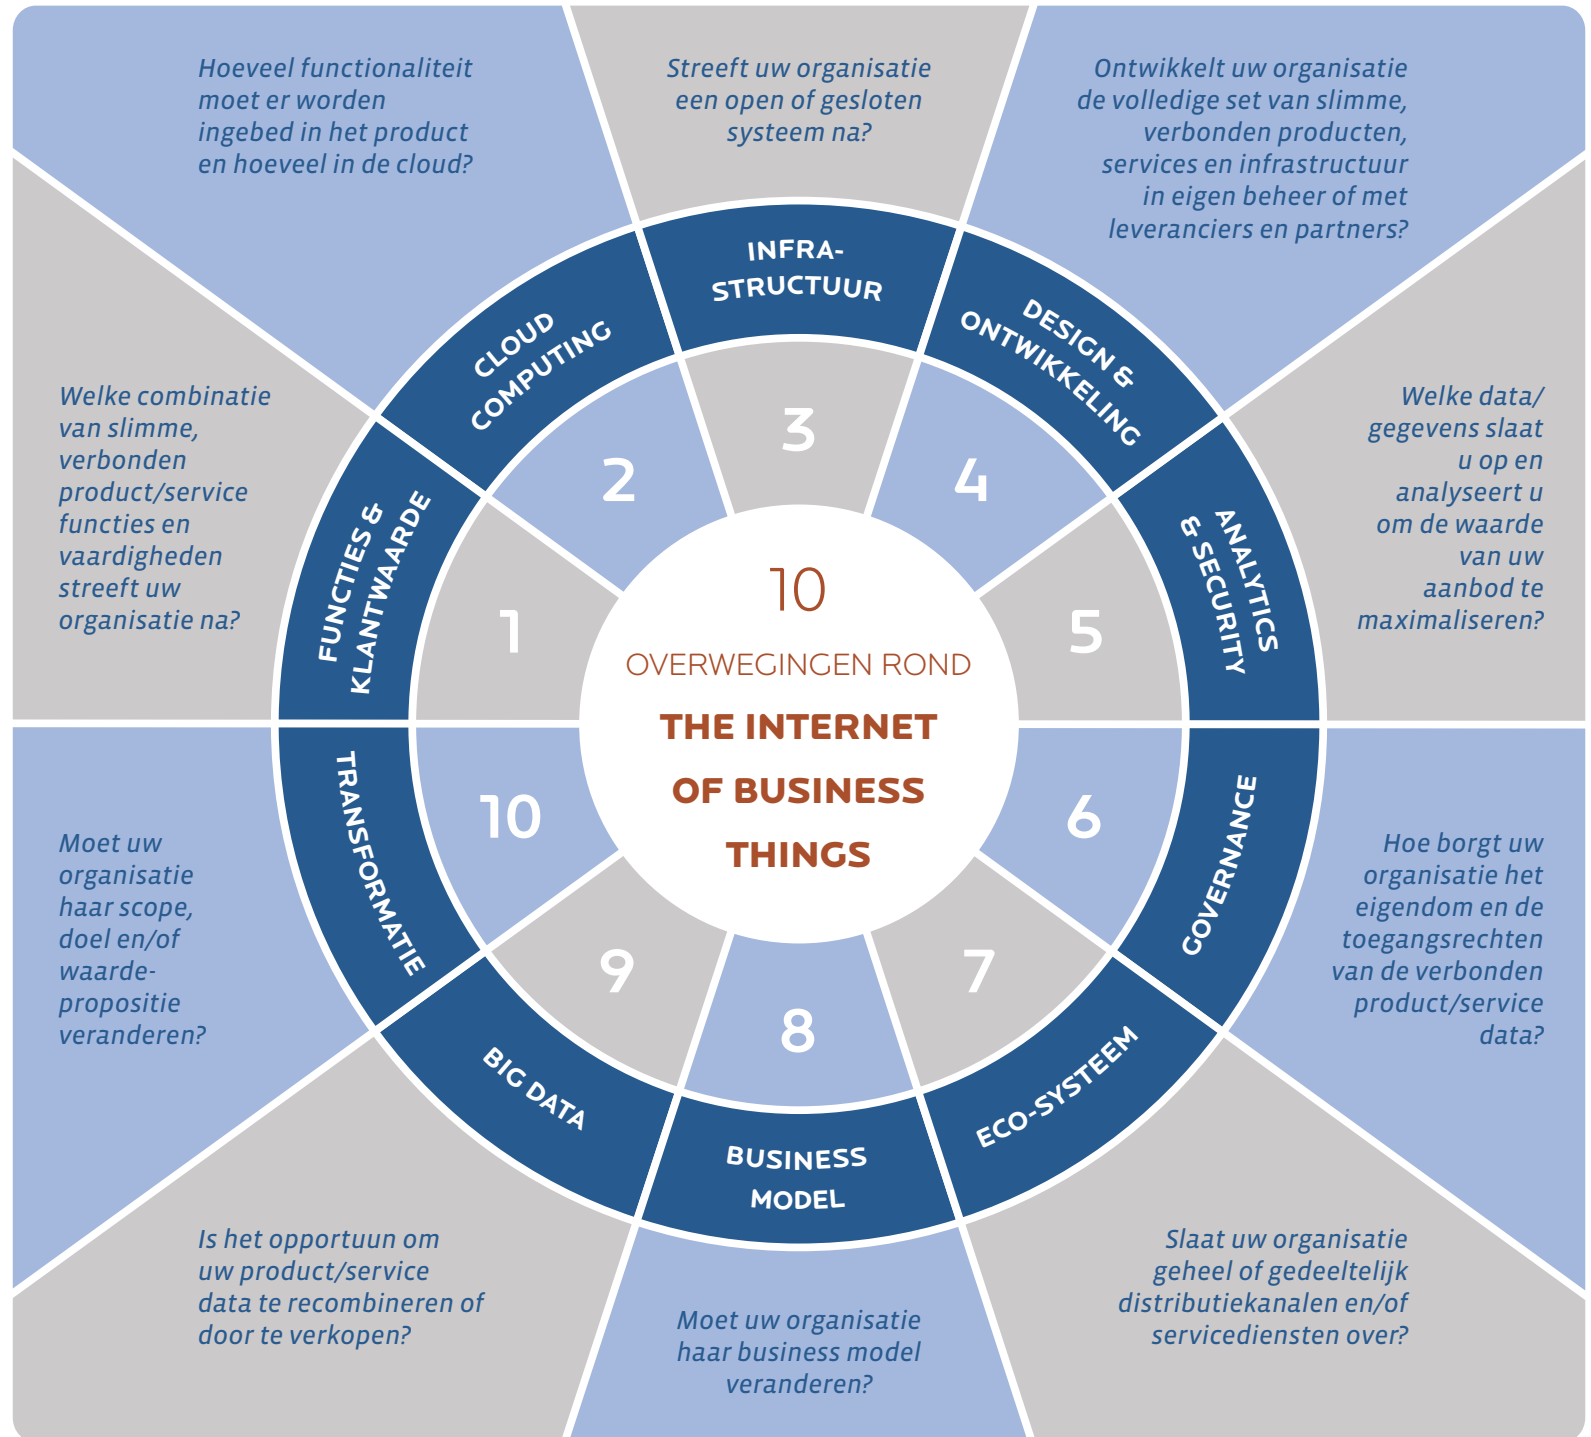 10
OVERWEGINGEN ROND
THE INTERNET
OF BUSINESS
THINGS
1
FUNCTIES &
KLANTWAARDE
Welke combinatie
van slimme,
verbonden
product/service
functies en
vaardigheden
streeft uw
organisatie na?
2
CLOUD
COMPUTING
Hoeveel functionaliteit
moet er worden
ingebed in het product
en hoeveel in de cloud?
3
INFRA-
STRUCTUUR
Streeft uw organisatie
een open of gesloten
systeem na?
4
DESIGN &
ONTWIKKELING
Ontwikkelt uw organisatie
de volledige set van slimme,
verbonden producten,
services en infrastructuur
in eigen beheer of met
leveranciers en partners?
5
ANALYTICS
& SECURITY
Welke data/
gegevens slaat
u op en
analyseert u
om de waarde
van uw
aanbod te
maximaliseren?
6
GOVERNANCE
Hoe borgt uw
organisatie het
eigendom en de
toegangsrechten
van de verbonden
product/service
data?
7
ECO-SYSTEEM
Slaat uw organisatie
geheel of gedeeltelijk
distributiekanalen en/of
servicediensten over?
8
BUSINESS
MODEL
Moet uw organisatie
haar business model
veranderen?
9
BIG DATA
Is het opportuun om
uw product/service
data te recombineren of
door te verkopen?
10
TRANSFORMATIE
Moet uw
organisatie
haar scope,
doel en/of
waarde-
propositie
veranderen?